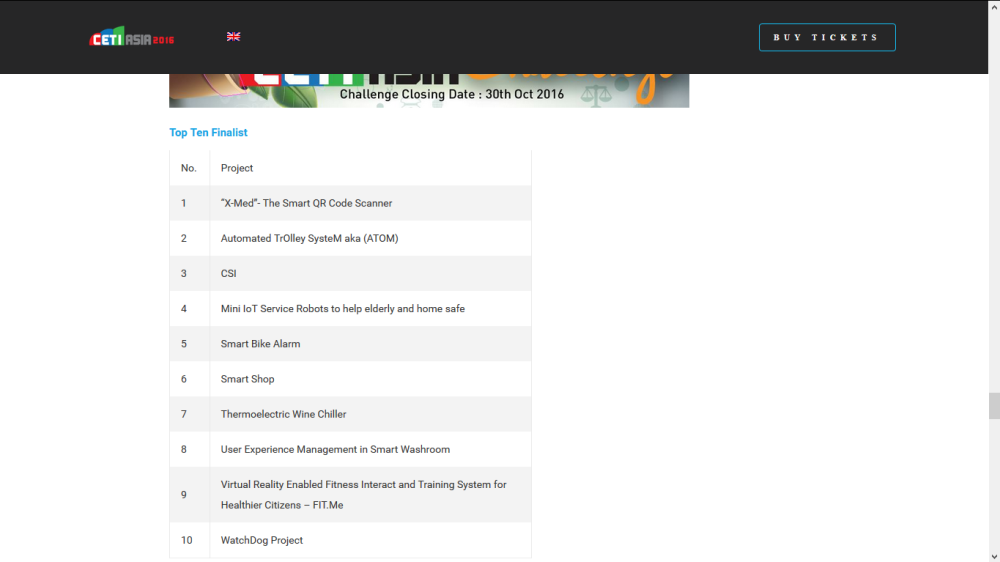 CETI ASIA 2016
BUY TICKETS
CETI ASIA Challenge
Challenge Closing Date : 30th Oct 2016
Top Ten Finalist
No. Project
1 “X-Med”- The Smart QR Code Scanner
2 Automated TrOlley SysteM aka (ATOM)
3 CSI
4 Mini IoT Service Robots to help elderly and home safe
5 Smart Bike Alarm
6 Smart Shop
7 Thermoelectric Wine Chiller
8 User Experience Management in Smart Washroom
9 Virtual Reality Enabled Fitness Interact and Training System for
Healthier Citizens – FIT.Me
10 WatchDog Project